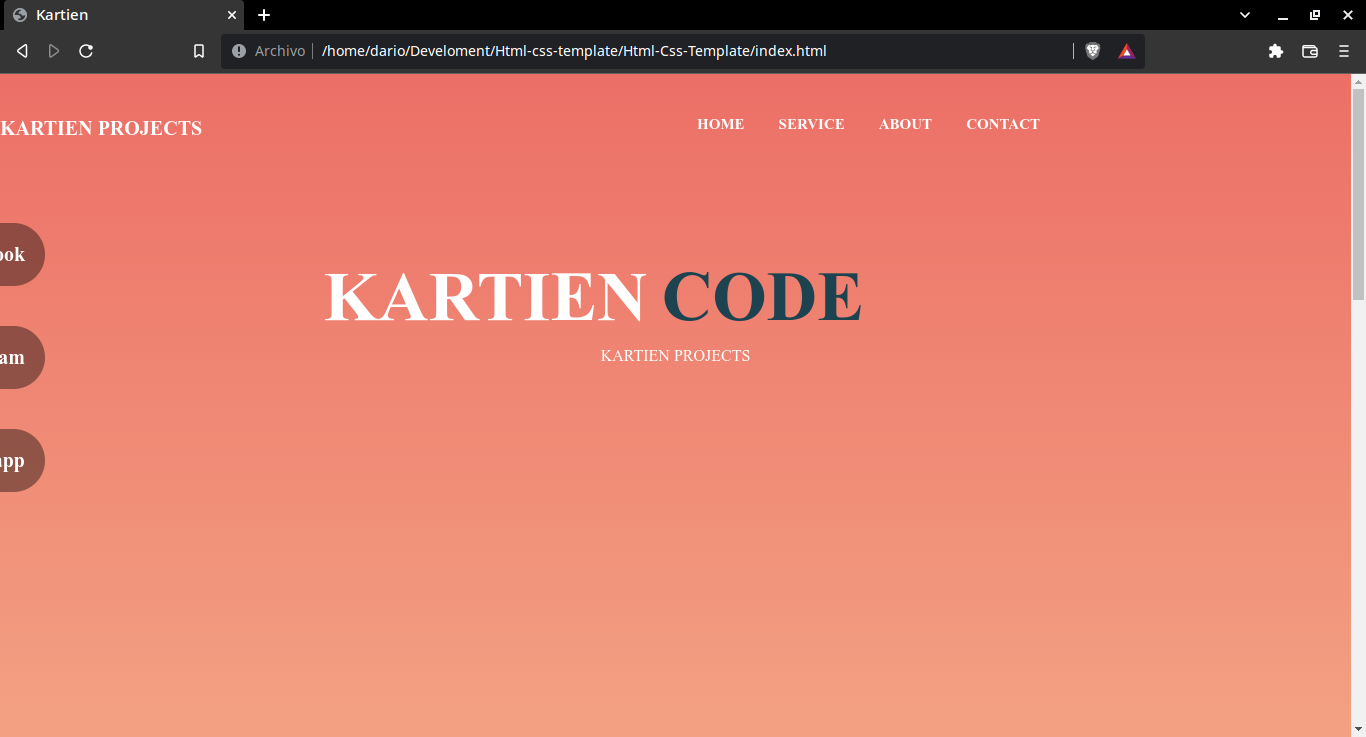 Kartien
Archivo /home/dario/Develoment/Html-css-template/Html-Css-Template/index.html
KARTIEN PROJECTS HOME SERVICE ABOUT CONTACT
ook
KARTIEN CODE
KARTIEN PROJECTS
am
app